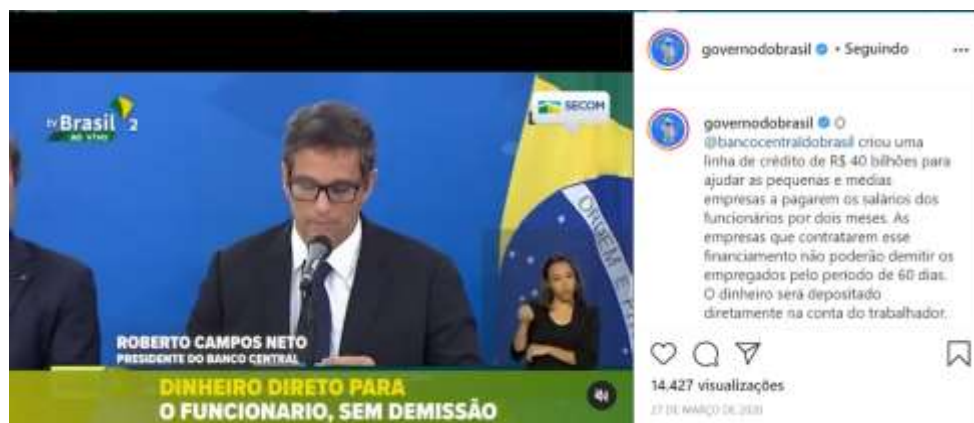 tv Brasil 2
AO VIVO
SECOM
ORDEM E
ROBERTO CAMPOS NETO
PRESIDENTE DO BANCO CENTRAL
DINHEIRO DIRETO PARA
O FUNCIONARIO, SEM DEMISSÃO
governodobrasil • Seguindo
governodobrasil
@bancocentraldobrasil criou uma
linha de crédito de R$ 40 bilhões para
ajudar as pequenas e médias
empresas a pagarem os salários dos
funcionários por dois meses. As
empresas que contratarem esse
financiamento não poderão demitir os
empregados pelo período de 60 dias.
O dinheiro será depositado
diretamente na conta do trabalhador.
14.427 visualizações
27 DE MARÇO DE 2020